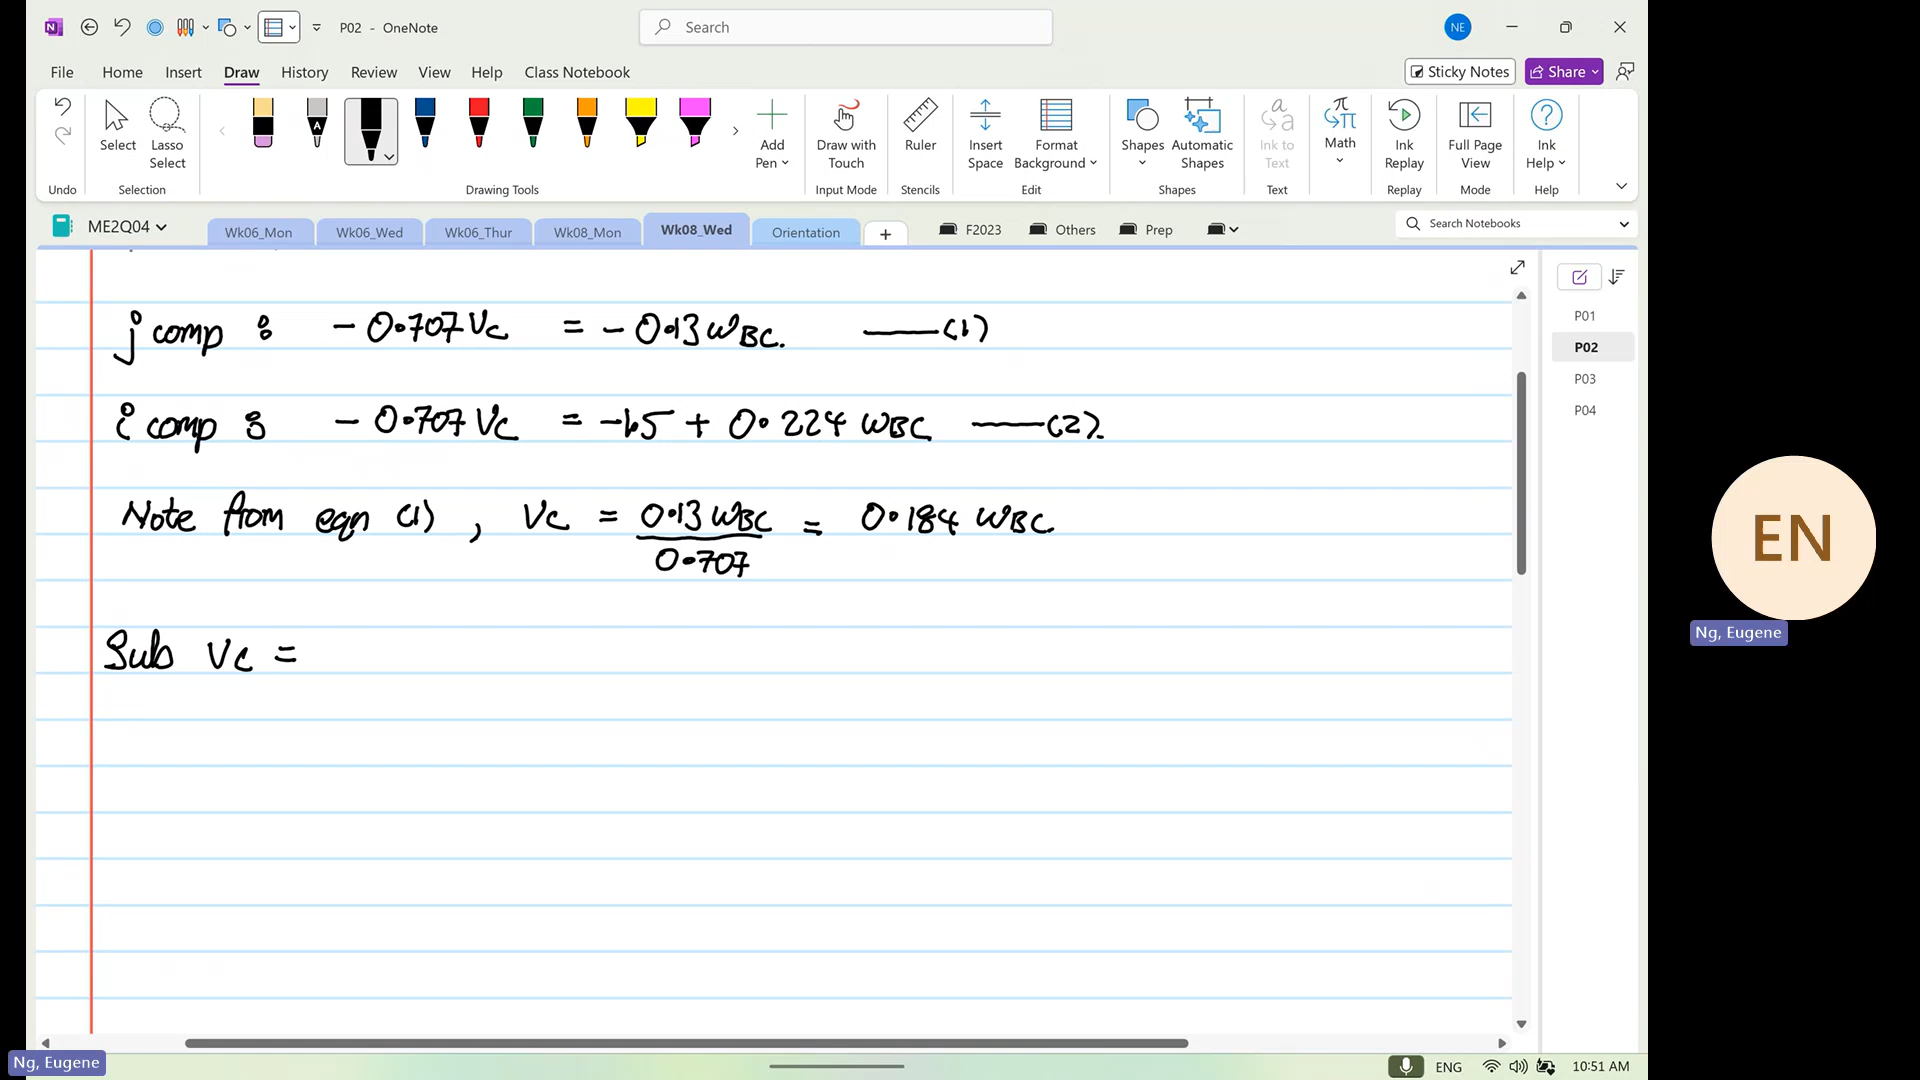 P02 - OneNote
Search
NE
File Home Insert Draw History Review View Help Class Notebook
Sticky Notes Share
Select Lasso Select A Add Pen Draw with Touch Ruler Insert Space Format Background Shapes Automatic Shapes Ink to Text Math Ink Replay Full Page View Ink Help
Undo Selection Drawing Tools Input Mode Stencils Edit Shapes Text Replay Mode Help
ME2Q04 Wk06_Mon Wk06_Wed Wk06_Thur Wk08_Mon Wk08_Wed Orientation + F2023 Others Prep Search Notebooks
P01
P02
P03
P04
j comp : - 0.707 Vc = - 0.13 WBC. —— (1)
i comp : - 0.707 Vc = -1.5 + 0.224 WBC —— (2).
Note from eqn (1) , Vc = 0.13 WBC / 0.707 = 0.184 WBC
Sub Vc =
EN
Ng, Eugene
Ng, Eugene
ENG 10:51 AM